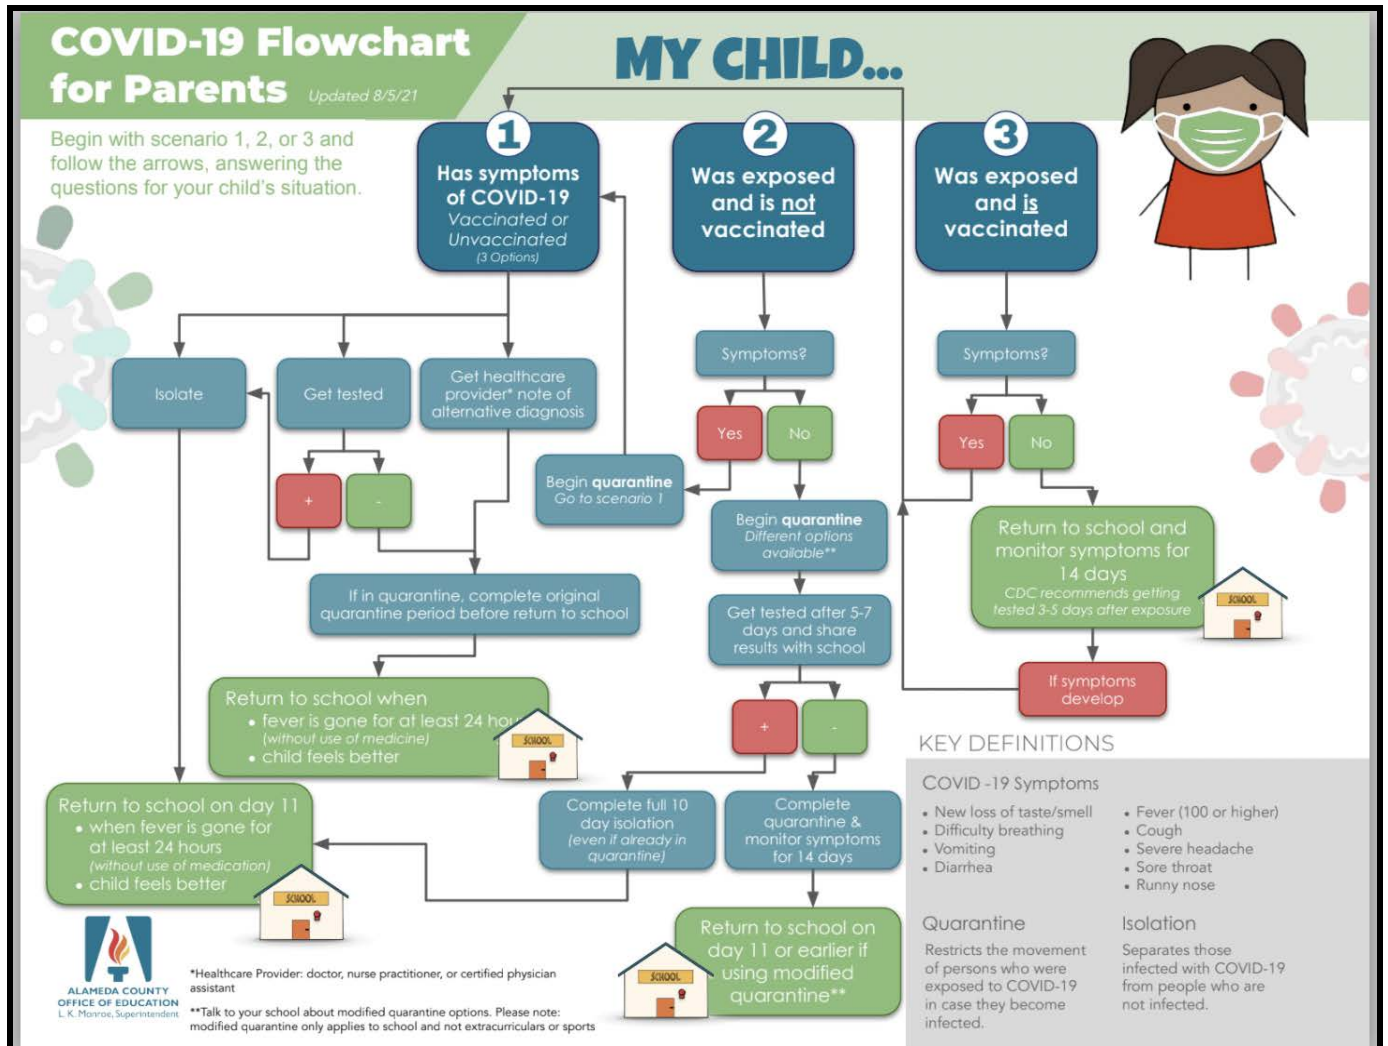 COVID-19 Flowchart
for Parents Updated 8/5/21
MY CHILD...
Begin with scenario 1, 2, or 3 and
follow the arrows, answering the
questions for your child's situation.
1
Has symptoms
of COVID-19
Vaccinated or
Unvaccinated
(3 Options)
2
Was exposed
and is not
vaccinated
3
Was exposed
and is
vaccinated
Isolate
Get tested
Get healthcare
provider* note of
alternative diagnosis
+
-
If in quarantine, complete original
quarantine period before return to school
Return to school when
• fever is gone for at least 24 hou
(without use of medicine)
• child feels better
SCHOOL
Return to school on day 11
• when fever is gone for
at least 24 hours
(without use of medication)
• child feels better
SCHOOL
Symptoms?
Yes
No
Begin quarantine
Go to scenario 1
Begin quarantine
Different options
available**
Get tested after 5-7
days and share
results with school
+
-
Complete full 10
day isolation
(even if already in
quarantine)
Complete
quarantine &
monitor symptoms
for 14 days
Return to school on
day 11 or earlier if
using modified
quarantine**
SCHOOL
Symptoms?
Yes
No
Return to school and
monitor symptoms for
14 days
CDC recommends getting
tested 3-5 days after exposure
SCHOOL
If symptoms
develop
KEY DEFINITIONS
COVID -19 Symptoms
• New loss of taste/smell
• Difficulty breathing
• Vomiting
• Diarrhea
• Fever (100 or higher)
• Cough
• Severe headache
• Sore throat
• Runny nose
Quarantine
Restricts the movement
of persons who were
exposed to COVID-19
in case they become
infected.
Isolation
Separates those
infected with COVID-19
from people who are
not infected.
ALAMEDA COUNTY
OFFICE OF EDUCATION
L. K. Monroe, Superintendent
*Healthcare Provider: doctor, nurse practitioner, or certified physician
assistant
**Talk to your school about modified quarantine options. Please note:
modified quarantine only applies to school and not extracurriculars or sports